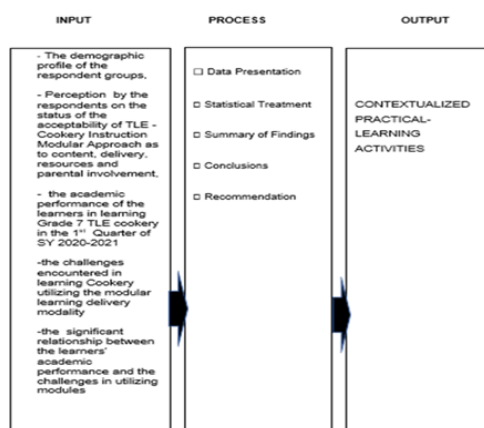 INPUT
PROCESS
OUTPUT
- The demographic
profile of the
respondent groups,
- Perception by the
respondents on the
status of the
acceptability of TLE -
Cookery Instruction
Modular Approach as
to content, delivery,
resources and
parental involvement,
- the academic
performance of the
learners in learning
Grade 7 TLE cookery
in the 1st Quarter of
SY 2020-2021
-the challenges
encountered in
learning Cookery
utilizing the modular
learning delivery
modality
-the significant
relationship between
the learners'
academic
performance and the
challenges in utilizing
modules
□ Data Presentation
□ Statistical Treatment
□ Summary of Findings
□ Conclusions
□ Recommendation
CONTEXTUALIZED
PRACTICAL-
LEARNING
ACTIVITIES